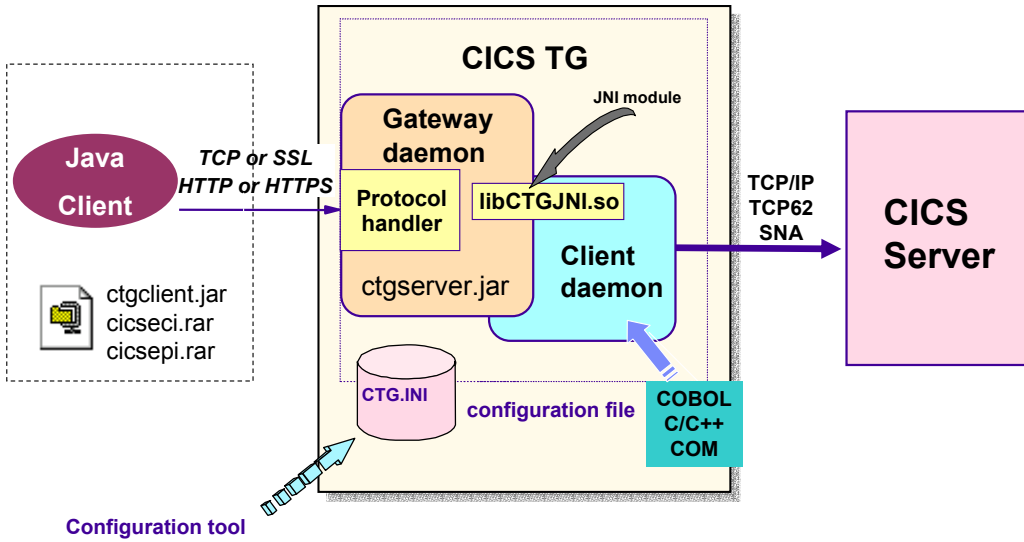 CICS TG
JNI module
Gateway
daemon
Java
Client
TCP or SSL
HTTP or HTTPS
Protocol
handler
libCTGJNI.so
ctgserver.jar
Client
daemon
TCP/IP
TCP62
SNA
CICS
Server
ctgclient.jar
cicseci.rar
cicsepi.rar
CTG.INI
configuration file
COBOL
C/C++
COM
Configuration tool